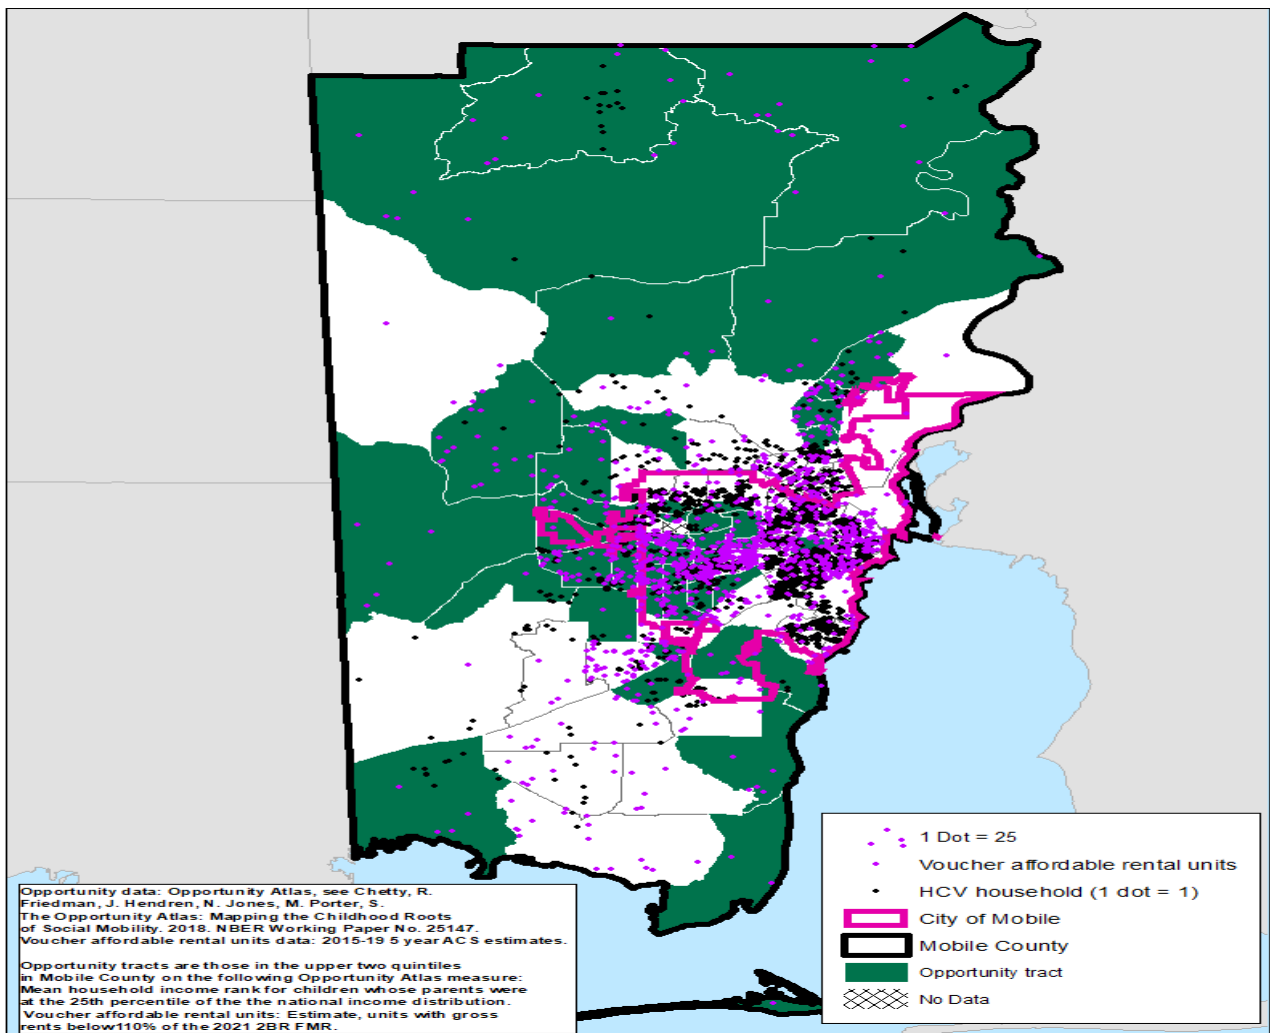 1 Dot = 25
Voucher affordable rental units
HCV household (1 dot = 1)
City of Mobile
Mobile County
Opportunity tract
No Data
Opportunity data: Opportunity Atlas, see Chetty, R.
Friedman, J. Hendren, N. Jones, M. Porter, S.
The Opportunity Atlas: Mapping the Childhood Roots
of Social Mobility. 2018. NBER Working Paper No. 25147.
Voucher affordable rental units data: 2015-19 5 year ACS estimates.
Opportunity tracts are those in the upper two quintiles
in Mobile County on the following Opportunity Atlas measure:
Mean household income rank for children whose parents were
at the 25th percentile of the the national income distribution.
Voucher affordable rental units: Estimate, units with gross
rents below110% of the 2021 2BR FMR.